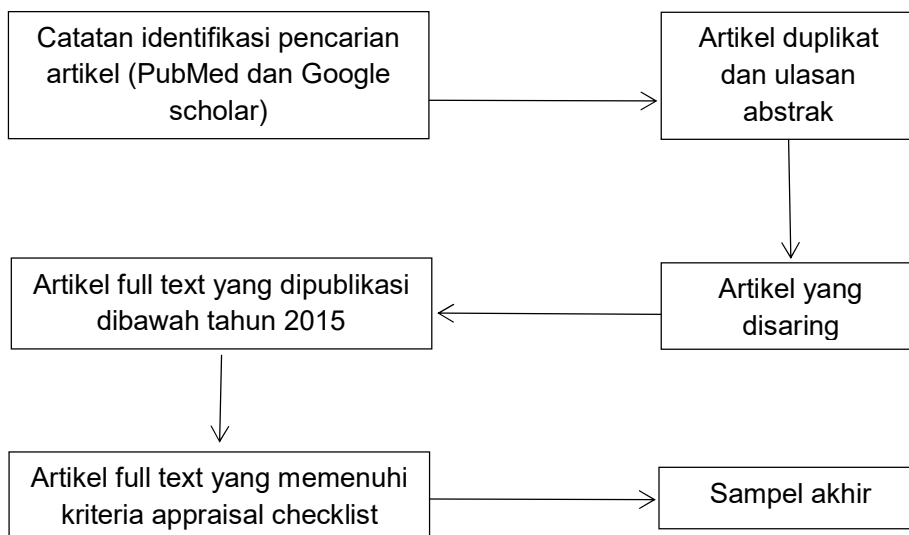 Catatan identifikasi pencarian
artikel (PubMed dan Google
scholar)
Artikel duplikat
dan ulasan
abstrak
Artikel yang
disaring
Artikel full text yang dipublikasi
dibawah tahun 2015
Artikel full text yang memenuhi
kriteria appraisal checklist
Sampel akhir